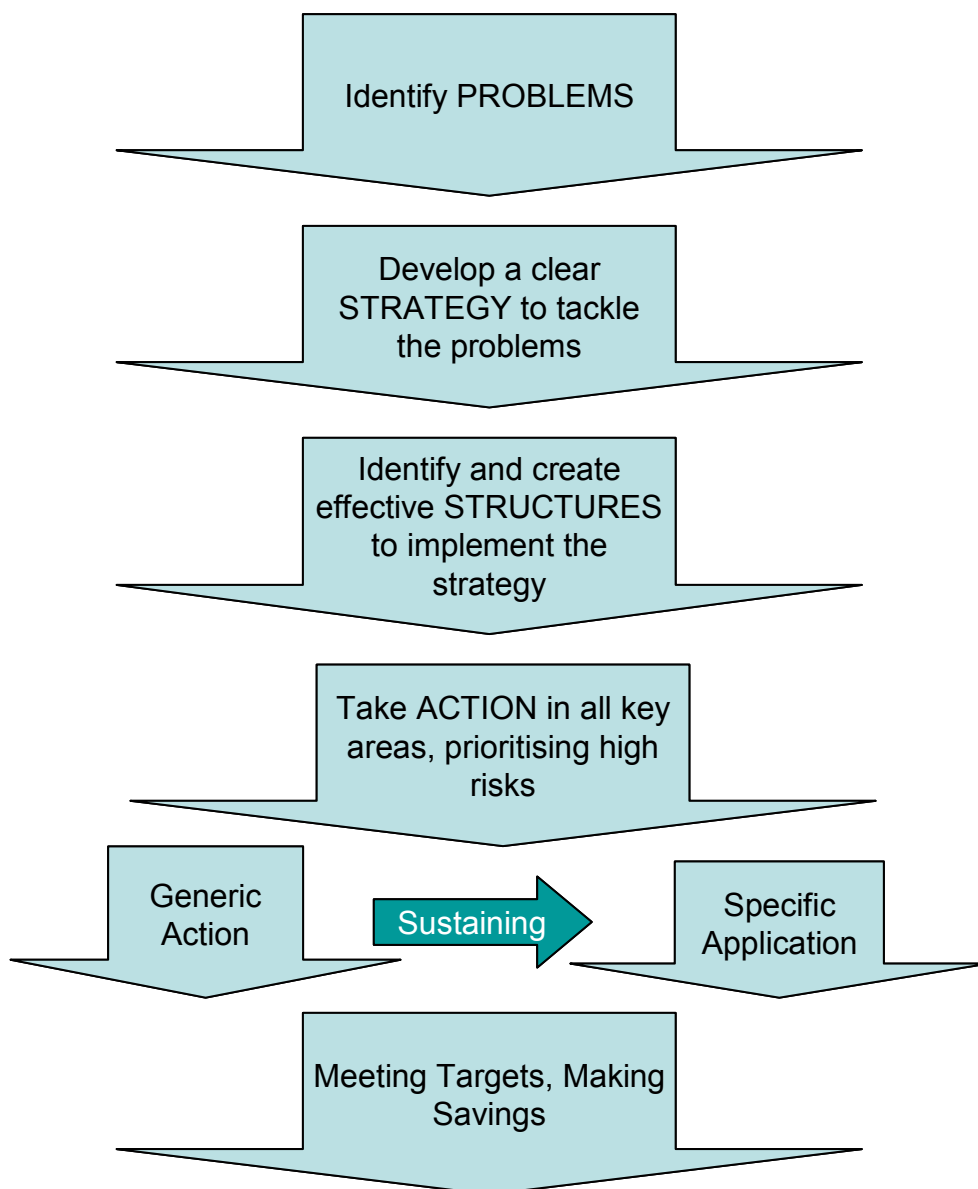 Identify PROBLEMS
Develop a clear
STRATEGY to tackle
the problems
Identify and create
effective STRUCTURES
to implement the
strategy
Take ACTION in all key
areas, prioritising high
risks
Generic
Action
Sustaining
Specific
Application
Meeting Targets, Making
Savings